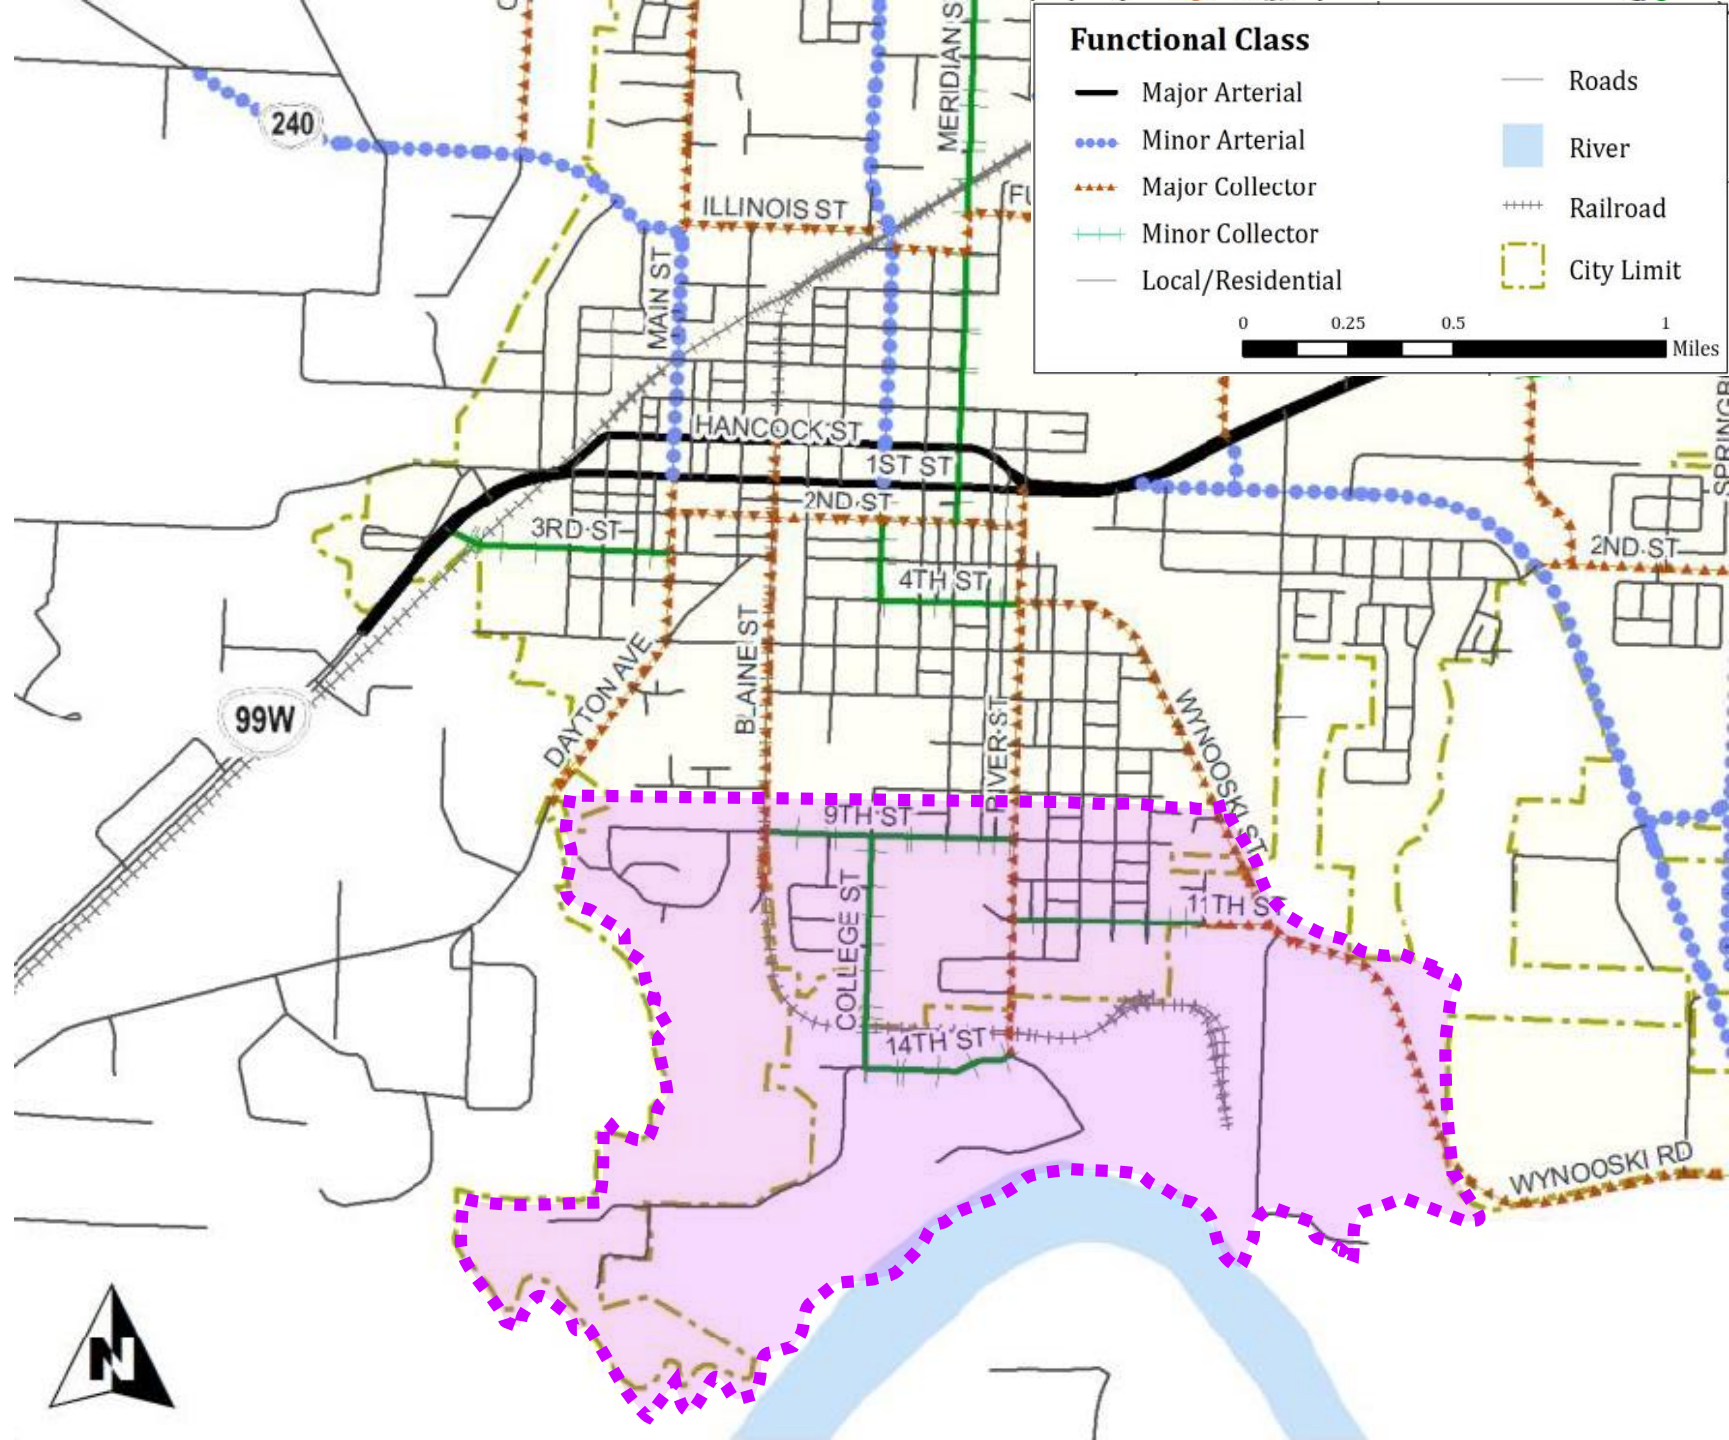 Functional Class
Major Arterial
Minor Arterial
Major Collector
Minor Collector
Local/Residential
Roads
River
Railroad
City Limit
0 0.25 0.5 1
Miles
MERIDIAN S
240
ILLINOIS ST
MAIN ST
HANCOCK ST
1ST ST
2ND ST
3RD ST
2ND ST
4TH ST
DAYTON AVE
BLAINE ST
RIVER ST
WYNOOSKI ST
99W
9TH ST
COLLEGE ST
11TH ST
14TH ST
WYNOOSKI RD
N